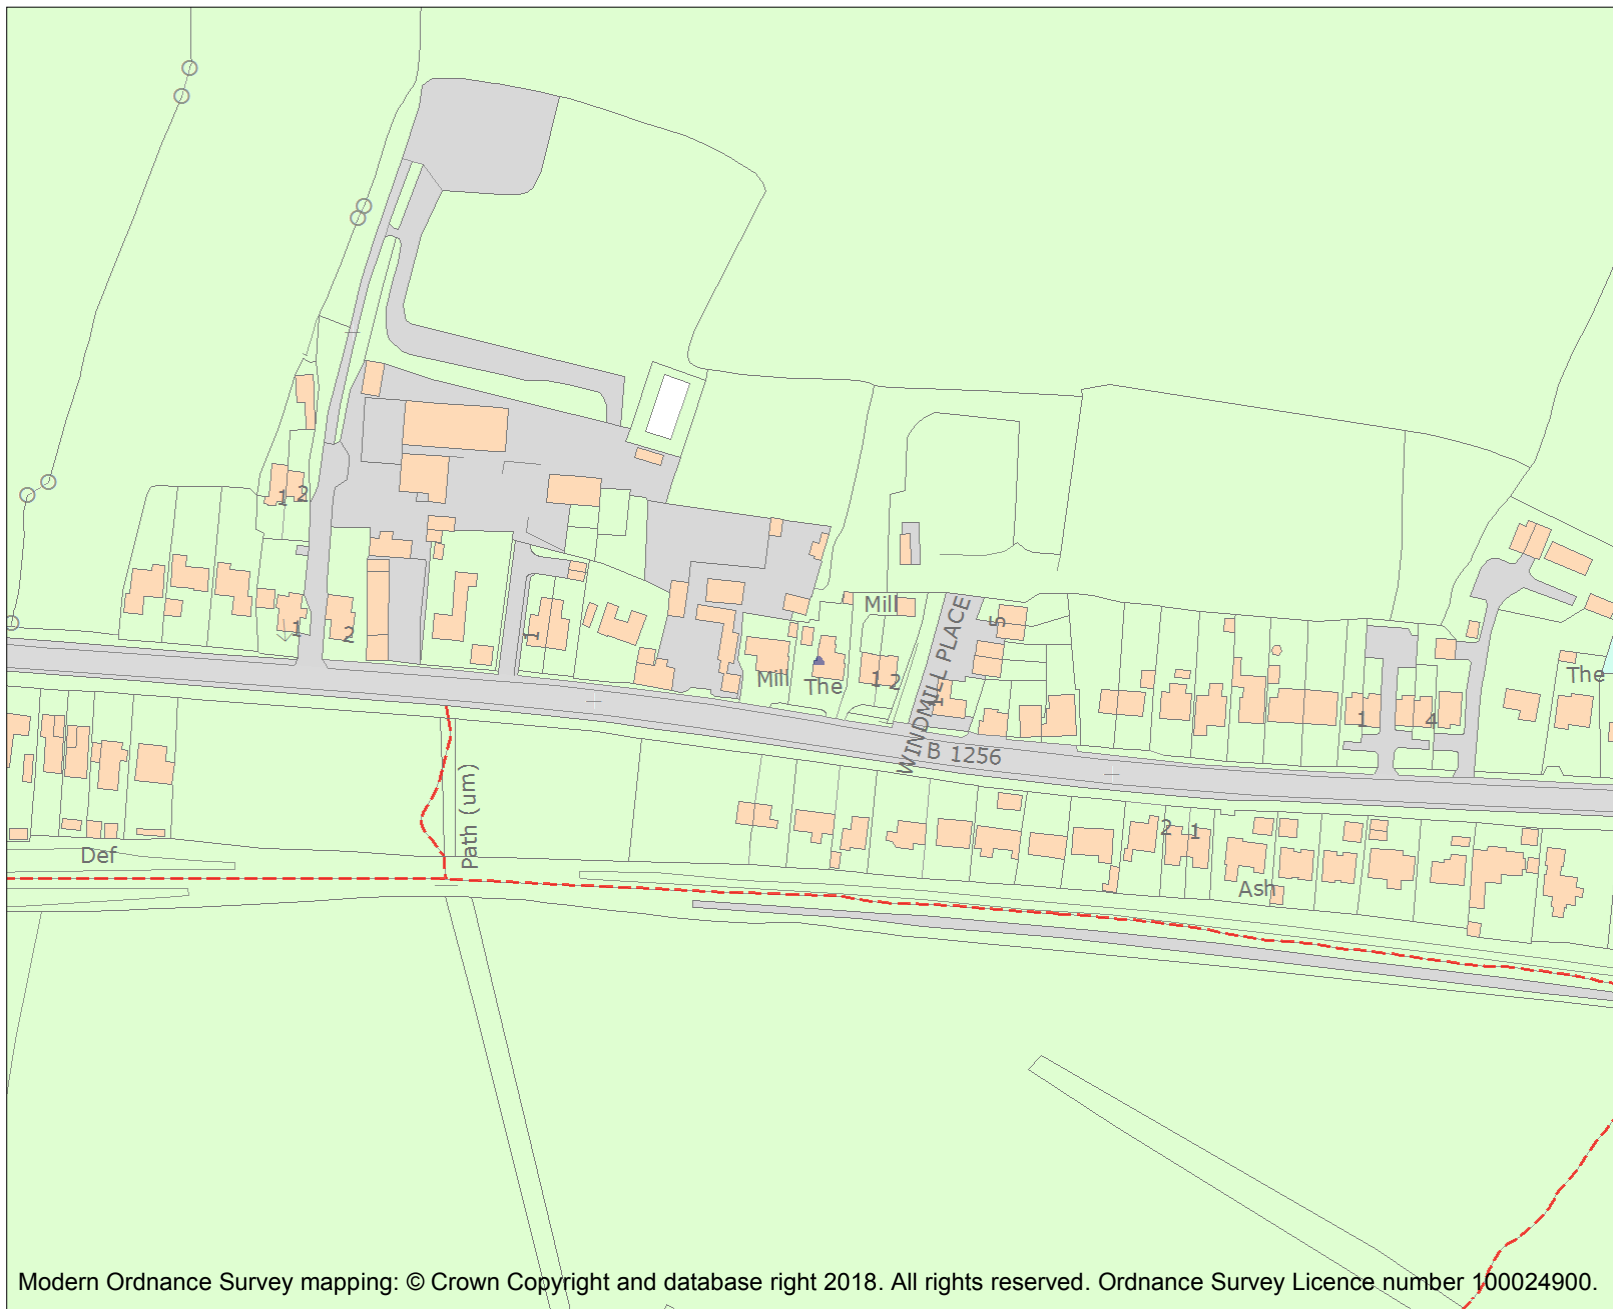 1 2
1
2
1
Mill
Mill
The
1 2
WINDMILL PLACE
5
1
B 1256
1
4
The
Path (um)
Def
2 1
Ash
Modern Ordnance Survey mapping: © Crown Copyright and database right 2018. All rights reserved. Ordnance Survey Licence number 100024900.